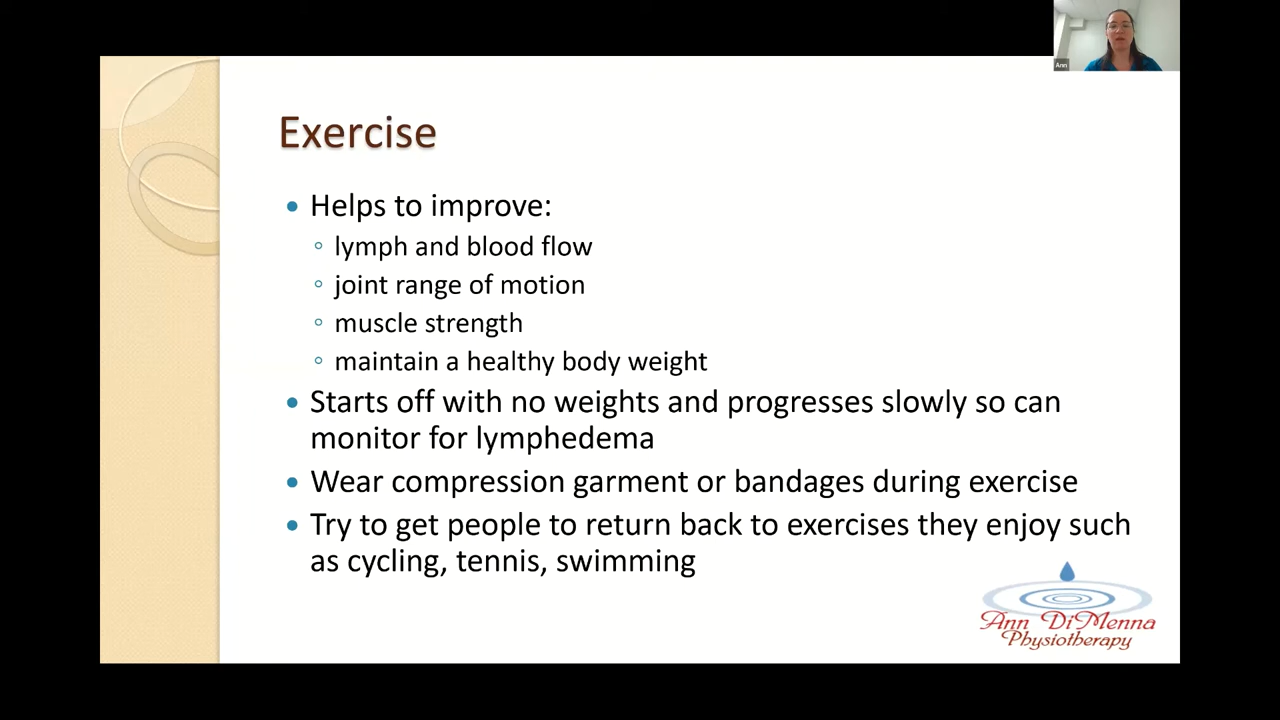 Ann
Exercise
• Helps to improve:
◦ lymph and blood flow
◦ joint range of motion
◦ muscle strength
◦ maintain a healthy body weight
• Starts off with no weights and progresses slowly so can
monitor for lymphedema
• Wear compression garment or bandages during exercise
• Try to get people to return back to exercises they enjoy such
as cycling, tennis, swimming
Ann DiMenna
Physiotherapy